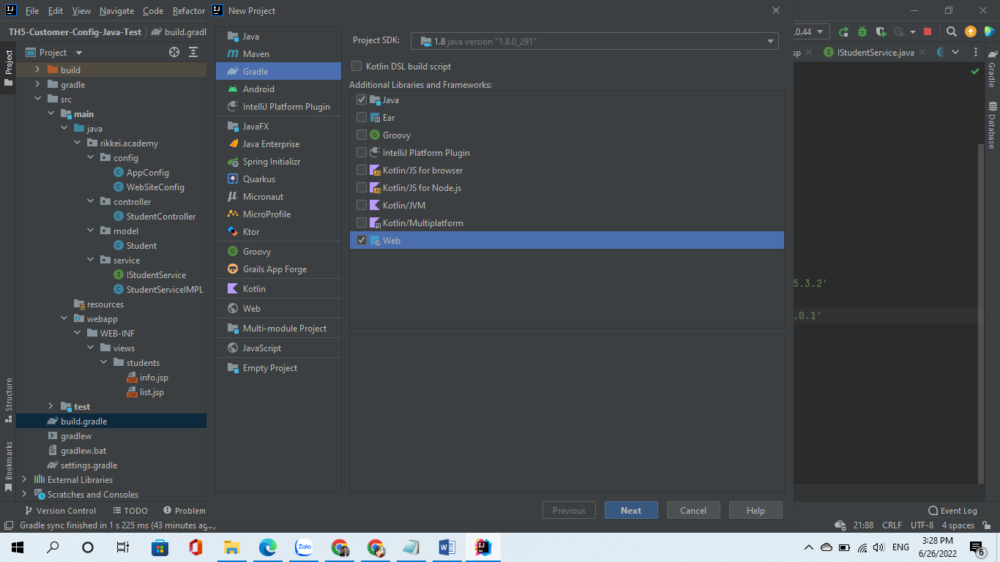 File Edit View Navigate Code Refactor
New Project
TH5-Customer-Config-Java-Test build.gradl
.0.44
Project
build
gradle
src
main
java
rikkei.academy
config
AppConfig
WebSiteConfig
controller
StudentController
model
Student
service
IStudentService
StudentServiceIMPL
resources
webapp
WEB-INF
views
students
info.jsp
list.jsp
test
build.gradle
gradlew
gradlew.bat
settings.gradle
External Libraries
Scratches and Consoles
Project
Structure
Bookmarks
Java
Maven
Gradle
Android
IntelliJ Platform Plugin
JavaFX
Java Enterprise
Spring Initializr
Quarkus
Micronaut
MicroProfile
Ktor
Groovy
Grails App Forge
Kotlin
Web
Multi-module Project
JavaScript
Empty Project
Project SDK: 1.8 java version "1.8.0_291"
Kotlin DSL build script
Additional Libraries and Frameworks:
Java
Ear
Groovy
IntelliJ Platform Plugin
Kotlin/JS for browser
Kotlin/JS for Node.js
Kotlin/JVM
Kotlin/Multiplatform
Web
Previous Next Cancel Help
sp IStudentService.java
5.3.2'
.0.1'
Gradle
Database
Version Control TODO Problem
Event Log
Gradle sync finished in 1 s 225 ms (43 minutes ago)
21:88 CRLF UTF-8 4 spaces
Zalo
ENG
3:28 PM
6/26/2022
6